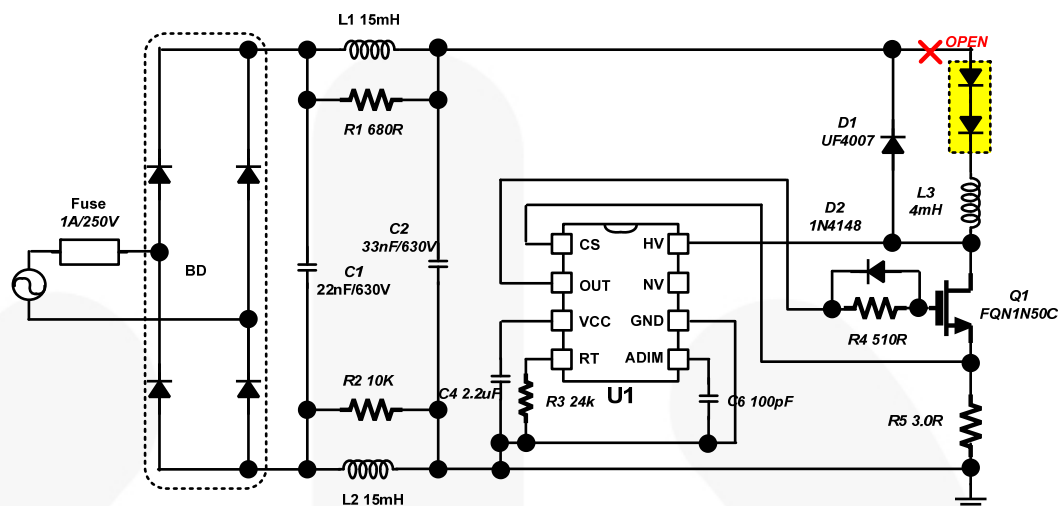 L1 15mH
OPEN
R1 680R
D1
UF4007
Fuse
1A/250V
L3
4mH
D2
1N4148
C2
33nF/630V
CS
HV
BD
C1
22nF/630V
OUT
NV
Q1
FQN1N50C
VCC
GND
R4 510R
RT
ADIM
R2 10K
C4 2.2uF
R3 24k
U1
C6 100pF
R5 3.0R
L2 15mH